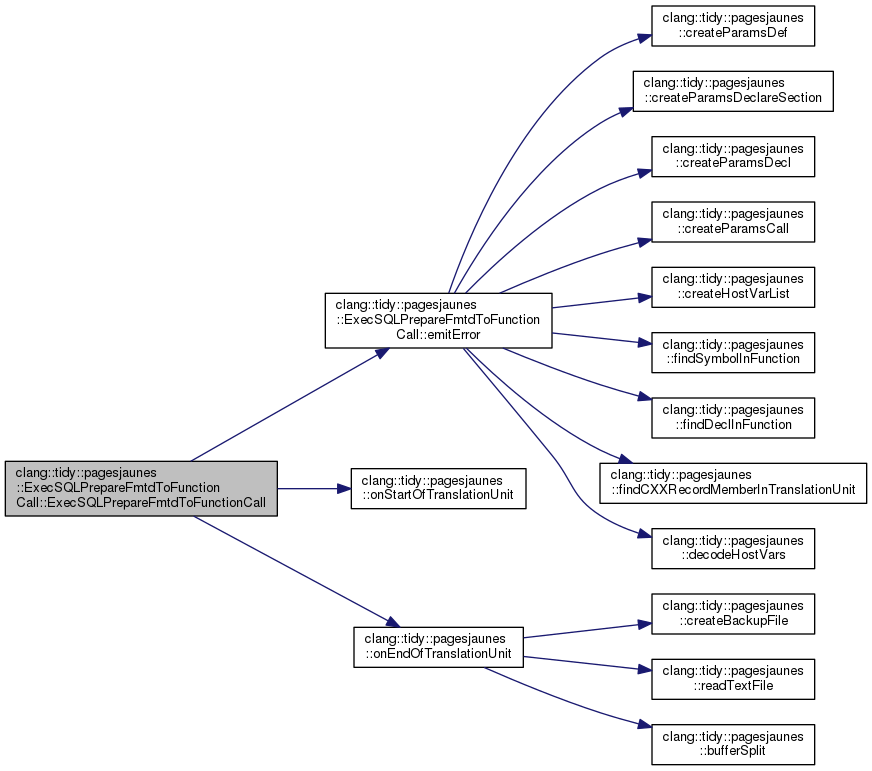 clang::tidy::pagesjaunes
::createParamsDef
clang::tidy::pagesjaunes
::createParamsDeclareSection
clang::tidy::pagesjaunes
::createParamsDecl
clang::tidy::pagesjaunes
::createParamsCall
clang::tidy::pagesjaunes
::createHostVarList
clang::tidy::pagesjaunes
::ExecSQLPrepareFmtdToFunction
Call::emitError
clang::tidy::pagesjaunes
::findSymbolInFunction
clang::tidy::pagesjaunes
::findDeclInFunction
clang::tidy::pagesjaunes
::ExecSQLPrepareFmtdToFunction
Call::ExecSQLPrepareFmtdToFunctionCall
clang::tidy::pagesjaunes
::onStartOfTranslationUnit
clang::tidy::pagesjaunes
::findCXXRecordMemberInTranslationUnit
clang::tidy::pagesjaunes
::decodeHostVars
clang::tidy::pagesjaunes
::onEndOfTranslationUnit
clang::tidy::pagesjaunes
::createBackupFile
clang::tidy::pagesjaunes
::readTextFile
clang::tidy::pagesjaunes
::bufferSplit